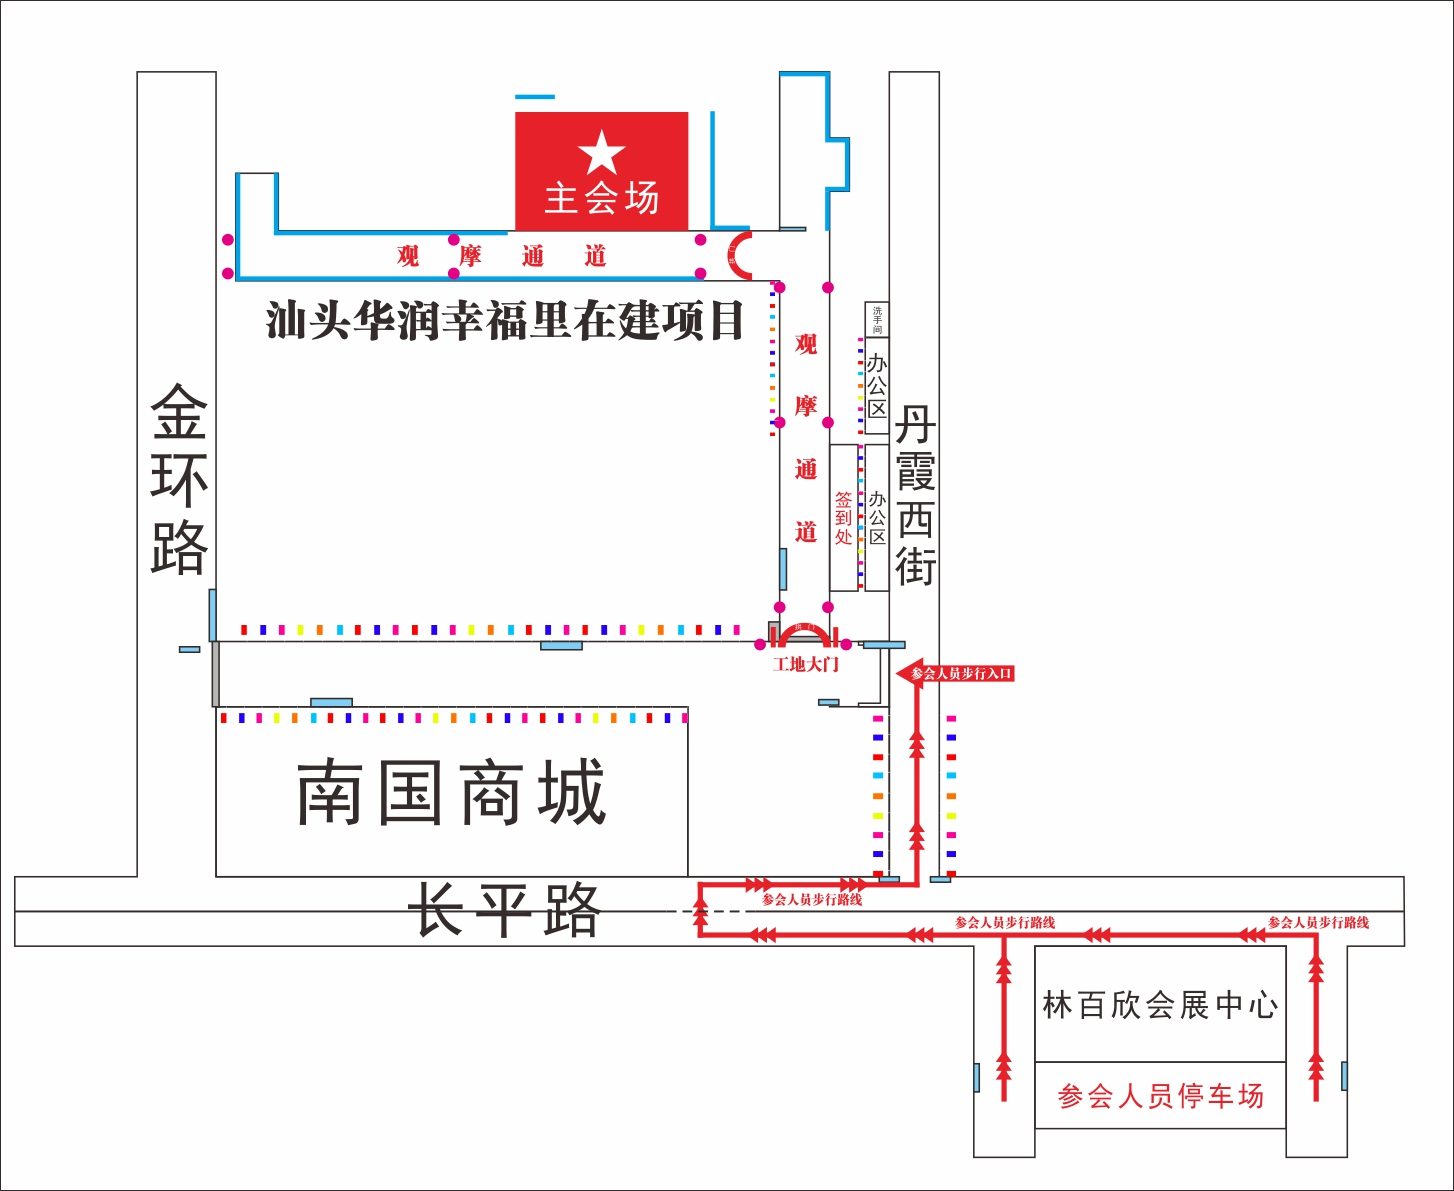 主会场
观摩通道
汕头华润幸福里在建项目
洗手间
办公区
观摩通道
金环路
丹霞西街
签到处
办公区
工地大门
参会人员步行入口
南国商城
长平路
参会人员步行路线
参会人员步行路线
参会人员步行路线
林百欣会展中心
参会人员停车场